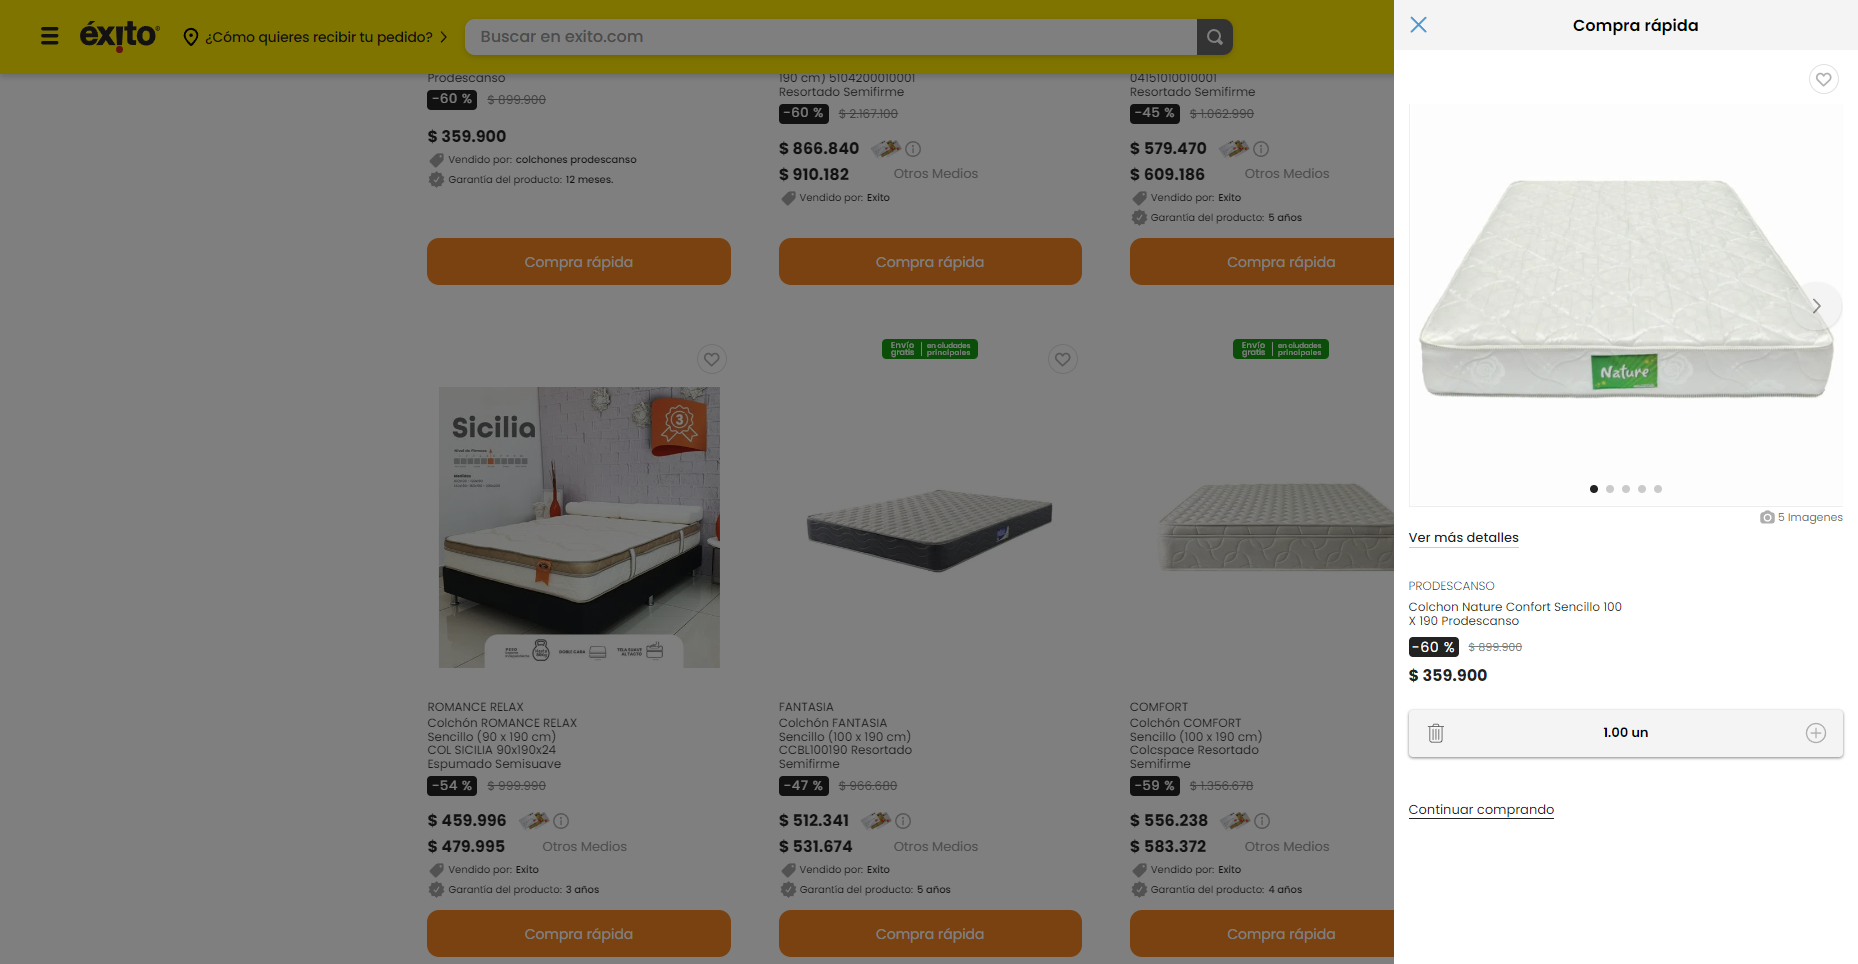 éxito
¿Cómo quieres recibir tu pedido?
Buscar en exito.com
Prodescanso
-60 % $ 899.900
$ 359.900
Vendido por: colchones prodescanso
Garantía del producto: 12 meses.
Compra rápida
190 cm) 5104200010001
Resortado Semifirme
-60 % $ 2.167.100
$ 866.840
$ 910.182 Otros Medios
Vendido por: Exito
Compra rápida
04151010010001
Resortado Semifirme
-45 % $ 1.062.990
$ 579.470
$ 609.186 Otros Medios
Vendido por: Exito
Garantía del producto: 5 años
Compra rápida
Sicilia
3
ROMANCE RELAX
Colchón ROMANCE RELAX
Sencillo (90 x 190 cm)
COL SICILIA 90x190x24
Espumado Semisuave
-54 % $ 999.990
$ 459.996
$ 479.995 Otros Medios
Vendido por: Exito
Garantía del producto: 3 años
Compra rápida
Envío gratis en ciudades principales
FANTASIA
Colchón FANTASIA
Sencillo (100 x 190 cm)
CCBL100190 Resortado
Semifirme
-47 % $ 966.680
$ 512.341
$ 531.674 Otros Medios
Vendido por: Exito
Garantía del producto: 5 años
Compra rápida
Envío gratis en ciudades principales
COMFORT
Colchón COMFORT
Sencillo (100 x 190 cm)
Colcspace Resortado
Semifirme
-59 % $ 1.356.678
$ 556.238
$ 583.372 Otros Medios
Vendido por: Exito
Garantía del producto: 4 años
Compra rápida
Compra rápida
Nature
5 Imagenes
Ver más detalles
PRODESCANSO
Colchon Nature Confort Sencillo 100
X 190 Prodescanso
-60 % $ 899.900
$ 359.900
1.00 un
Continuar comprando